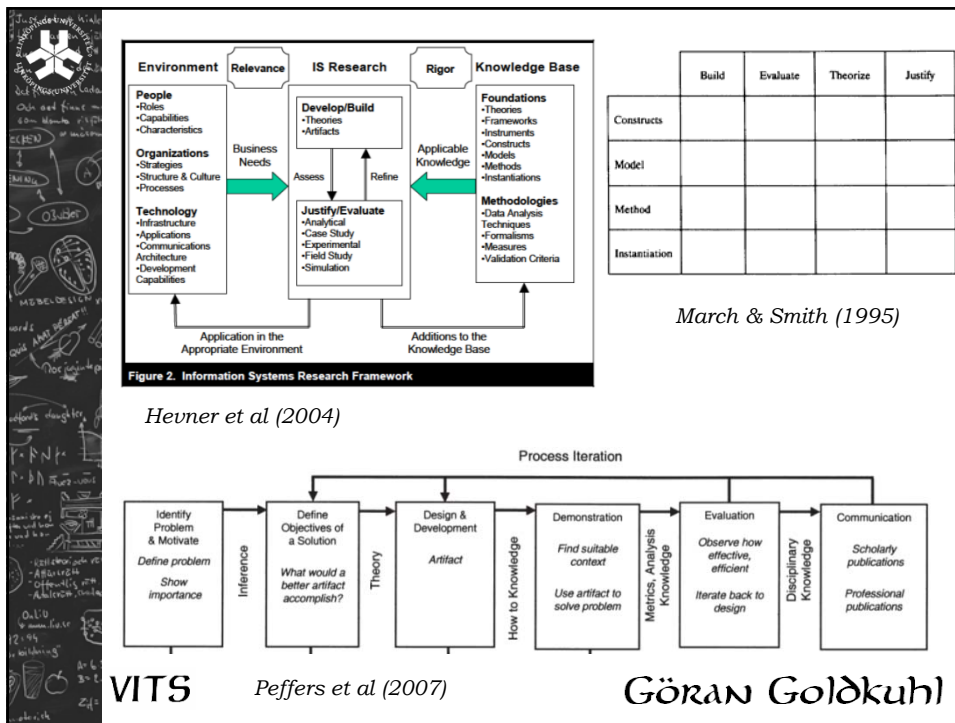 LINKÖPINGS UNIVERSITET
Environment
Relevance
IS Research
Rigor
Knowledge Base
People
•Roles
•Capabilities
•Characteristics
Organizations
•Strategies
•Structure & Culture
•Processes
Technology
•Infrastructure
•Applications
•Communications
Architecture
•Development
Capabilities
Business
Needs
Develop/Build
•Theories
•Artifacts
Assess
Refine
Justify/Evaluate
•Analytical
•Case Study
•Experimental
•Field Study
•Simulation
Applicable
Knowledge
Foundations
•Theories
•Frameworks
•Instruments
•Constructs
•Models
•Methods
•Instantiations
Methodologies
•Data Analysis
Techniques
•Formalisms
•Measures
•Validation Criteria
Application in the
Appropriate Environment
Additions to the
Knowledge Base
Figure 2. Information Systems Research Framework
Hevner et al (2004)
Build
Evaluate
Theorize
Justify
Constructs
Model
Method
Instantiation
March & Smith (1995)
Process Iteration
Identify
Problem
& Motivate
Define problem
Show
importance
Inference
Define
Objectives of
a Solution
What would a
better artifact
accomplish?
Theory
Design &
Development
Artifact
How to Knowledge
Demonstration
Find suitable
context
Use artifact to
solve problem
Metrics, Analysis
Knowledge
Evaluation
Observe how
effective,
efficient
Iterate back to
design
Disciplinary
Knowledge
Communication
Scholarly
publications
Professional
publications
MÖBELDESIGN
VITS
Peffers et al (2007)
Göran Goldkuhl